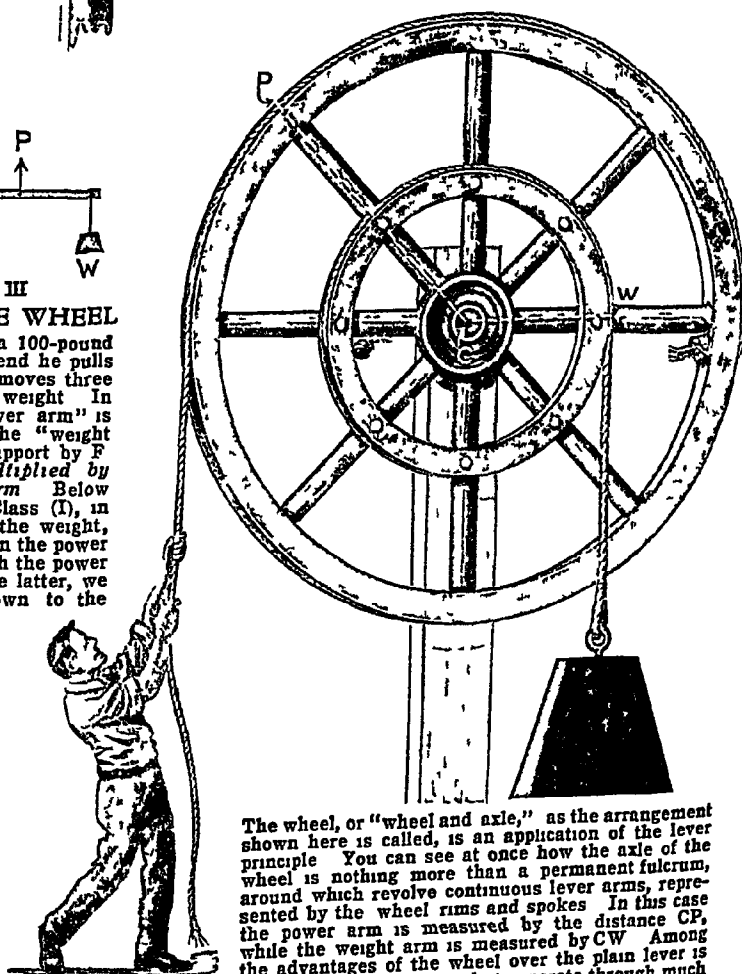 P
W
III
E WHEEL
a 100-pound
end he pulls
moves three
weight In
ver arm" is
he "weight
upport by F
ltiplied by
rm Below
Class (I), in
the weight,
n the power
h the power
e latter, we
wn to the
P
W
C
The wheel, or "wheel and axle," as the arrangement
shown here is called, is an application of the lever
principle You can see at once how the axle of the
wheel is nothing more than a permanent fulcrum,
around which revolve continuous lever arms, repre-
sented by the wheel rims and spokes In this case
the power arm is measured by the distance CP,
while the weight arm is measured by CW Among
the advantages of the wheel over the plain lever is
through much